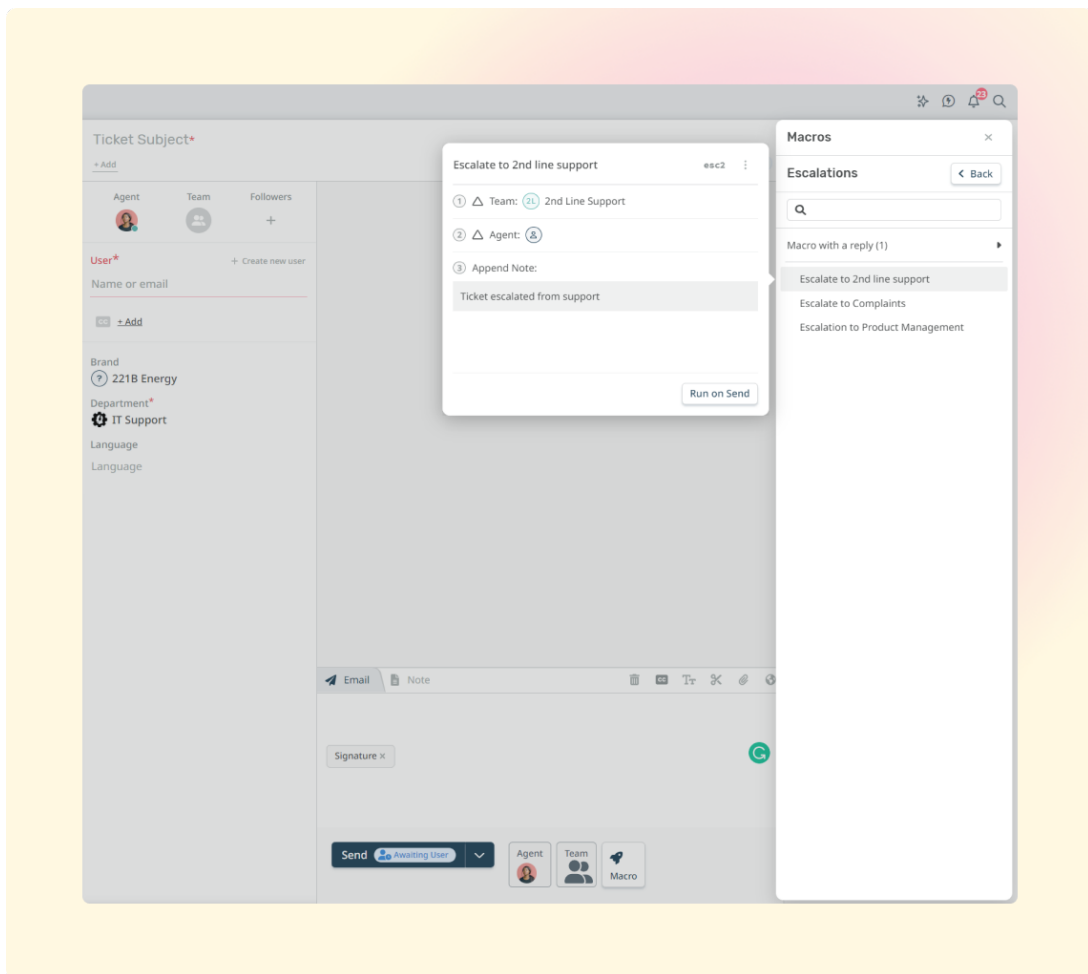 23
Ticket Subject*
+ Add
Agent Team Followers
User* + Create new user
Name or email
CC + Add
Brand
? 221B Energy
Department*
IT Support
Language
Language
Escalate to 2nd line support esc2
1 Team: 2L 2nd Line Support
2 Agent:
3 Append Note:
Ticket escalated from support
Run on Send
Macros ×
Escalations < Back
Macro with a reply (1)
Escalate to 2nd line support
Escalate to Complaints
Escalation to Product Management
Email Note CC TT
Signature ×
G
Send Awaiting User Agent Team Macro